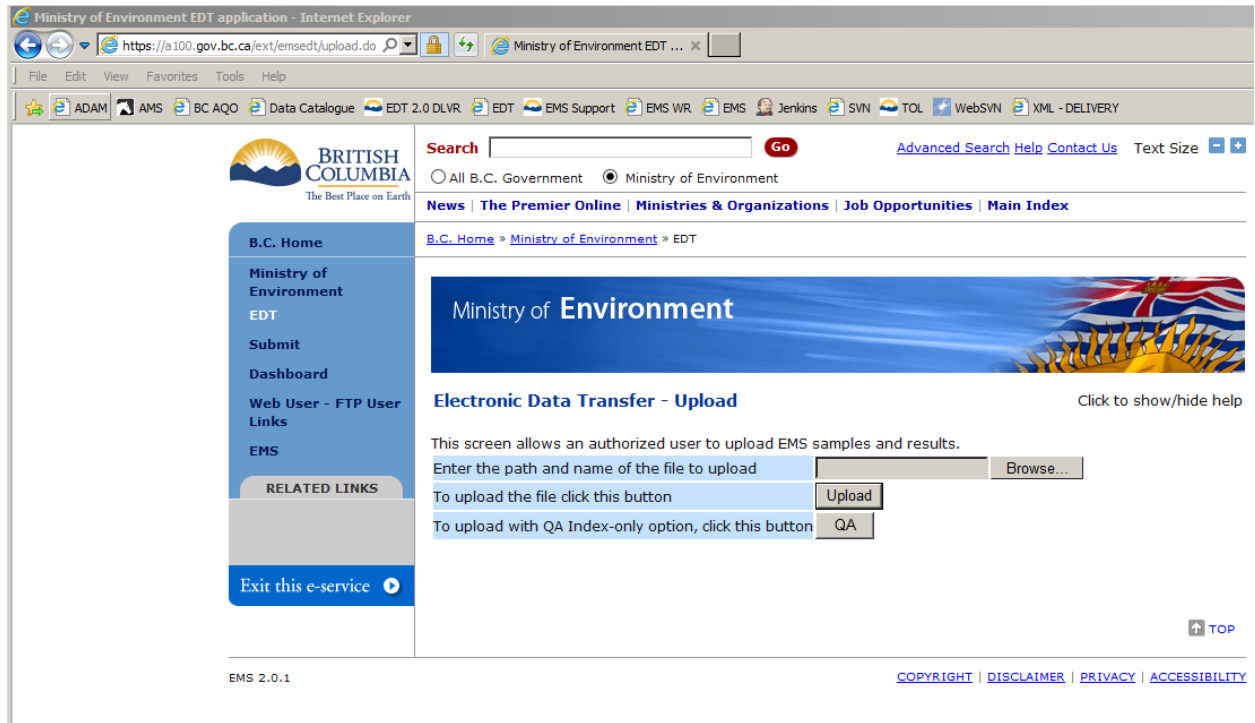 Ministry of Environment EDT application - Internet Explorer
https://a100.gov.bc.ca/ext/emsedt/upload.do
Ministry of Environment EDT ...
File Edit View Favorites Tools Help
ADAM AMS BC AQO Data Catalogue EDT 2.0 DLVR EDT EMS Support EMS WR EMS Jenkins SVN TOL WebSVN XML - DELIVERY
BRITISH
COLUMBIA
The Best Place on Earth
Search Go Advanced Search Help Contact Us Text Size - +
All B.C. Government Ministry of Environment
News | The Premier Online | Ministries & Organizations | Job Opportunities | Main Index
B.C. Home » Ministry of Environment » EDT
B.C. Home
Ministry of
Environment
EDT
Submit
Dashboard
Web User - FTP User
Links
EMS
RELATED LINKS
Exit this e-service
Ministry of Environment
Electronic Data Transfer - Upload Click to show/hide help
This screen allows an authorized user to upload EMS samples and results.
Enter the path and name of the file to upload Browse...
To upload the file click this button Upload
To upload with QA Index-only option, click this button QA
TOP
EMS 2.0.1 COPYRIGHT | DISCLAIMER | PRIVACY | ACCESSIBILITY